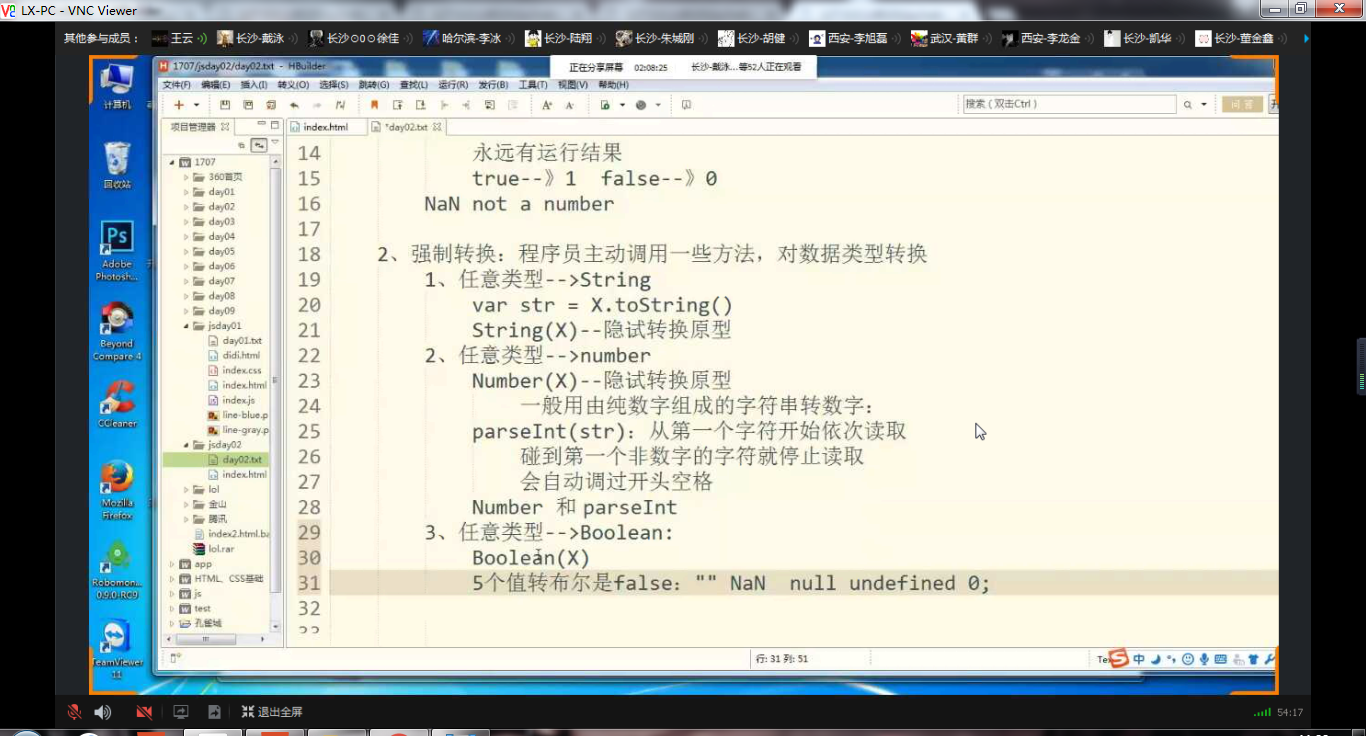 LX-PC - VNC Viewer
其他参与成员： 王云 长沙-戴泳 长沙⊙0⊙徐佳 哈尔滨-李冰 长沙-陆翔 长沙-朱城刚 长沙-胡健 西安-李旭磊 武汉-黄群 西安-李龙金 长沙-凯华 长沙-董金鑫
1707/jsday02/day02.txt - HBuilder
正在分享屏幕 02:08:25 长沙-戴泳...等52人正在观看
文件(F) 编辑(E) 插入(I) 转义(O) 选择(S) 跳转(G) 查找(L) 运行(R) 发行(B) 工具(T) 视图(V) 帮助(H)
搜索 (双击Ctrl)
计算机
回收站
Adobe
Photosh...
Beyond
Compare 4
CCleaner
Mozilla
Firefox
Robomon...
0.9.0-RC9
TeamViewer
11
项目管理器
1707
360首页
day01
day02
day03
day04
day05
day06
day07
day08
day09
jsday01
day01.txt
didi.html
index.css
index.html
index.js
line-blue.p
line-gray.p
jsday02
day02.txt
index.html
lol
金山
腾讯
index2.html.ba
lol.rar
app
HTML、CSS基础
js
test
孔雀城
index.html *day02.txt
14 永远有运行结果
15 true--》1 false--》0
16 NaN not a number
17
18 2、强制转换：程序员主动调用一些方法，对数据类型转换
19 1、任意类型-->String
20 var str = X.toString()
21 String(X)--隐试转换原型
22 2、任意类型-->number
23 Number(X)--隐试转换原型
24 一般用由纯数字组成的字符串转数字：
25 parseInt(str)：从第一个字符开始依次读取
26 碰到第一个非数字的字符就停止读取
27 会自动调过开头空格
28 Number 和 parseInt
29 3、任意类型-->Boolean:
30 Boolean(X)
31 5个值转布尔是false："" NaN null undefined 0;
32
行: 31 列: 51
中
退出全屏
54:17